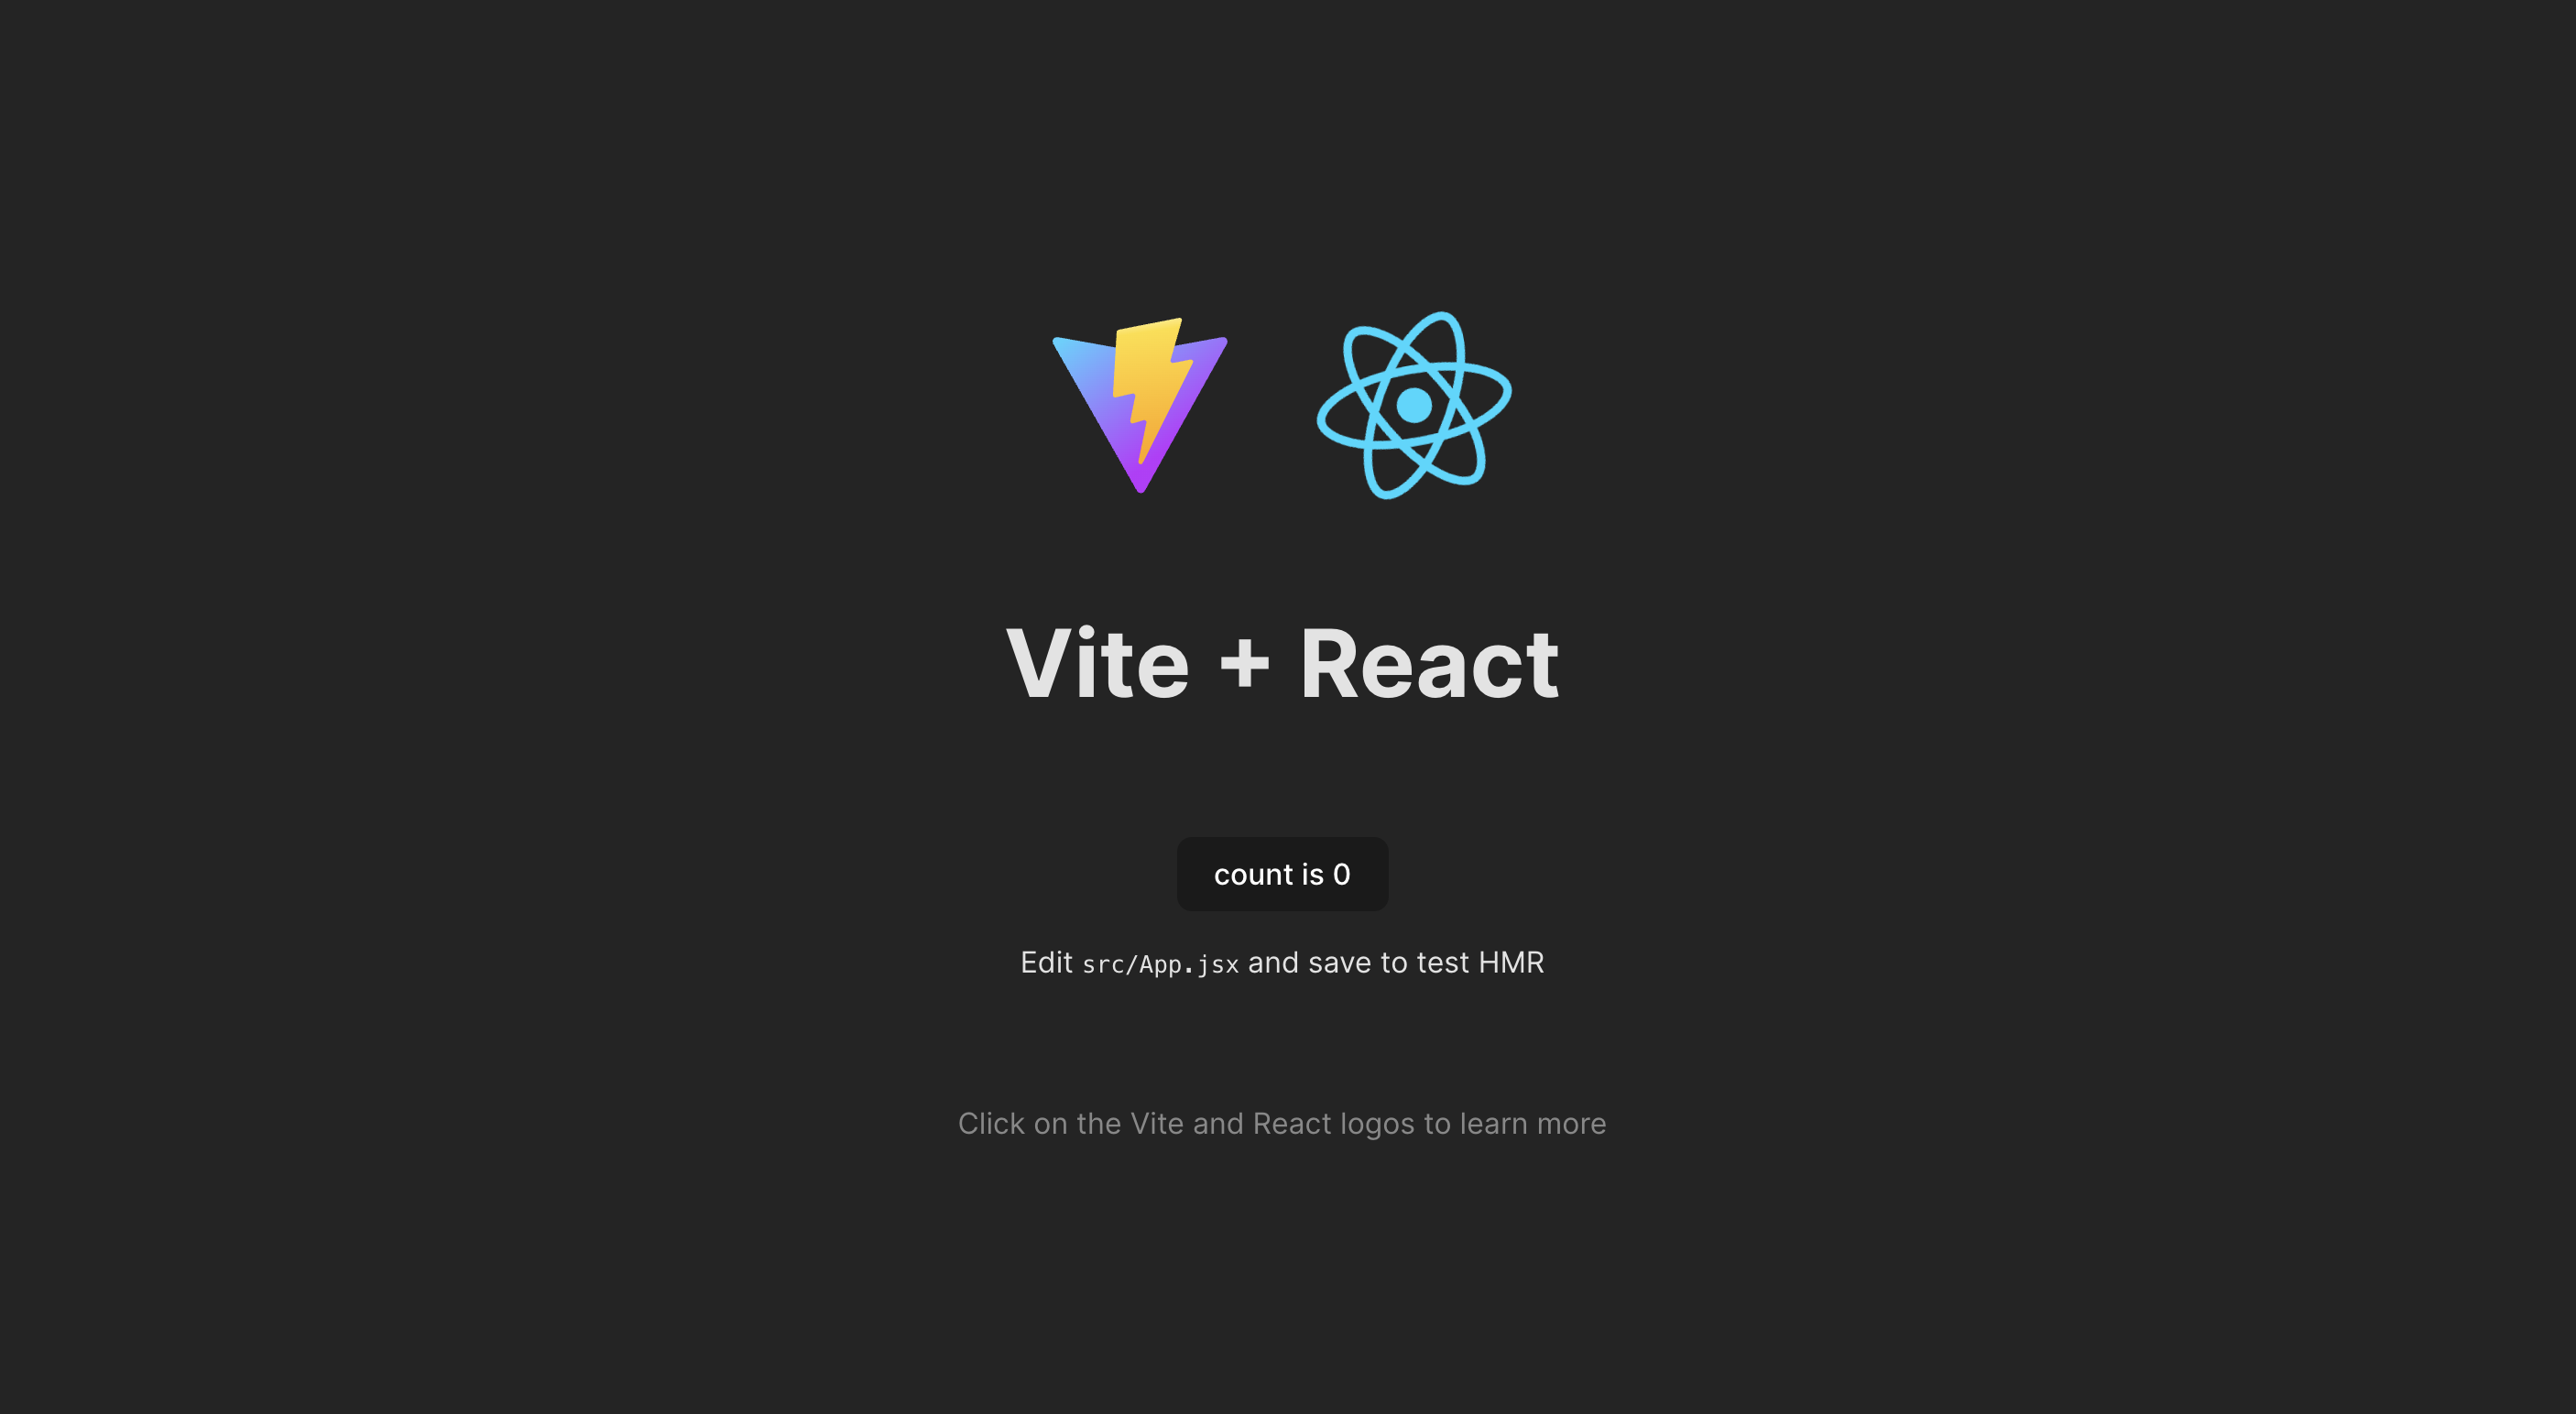 Vite + React
count is 0
Edit src/App.jsx and save to test HMR
Click on the Vite and React logos to learn more